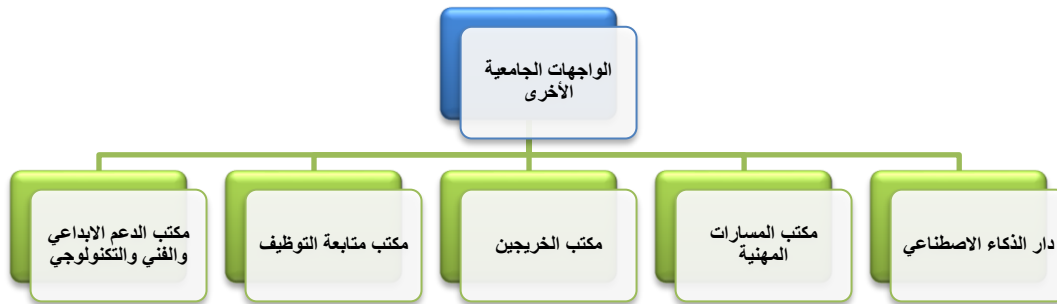 الواجهات الجامعية
الأخرى
دار الذكاء الاصطناعي
مكتب المسارات
المهنية
مكتب الخريجين
مكتب متابعة التوظيف
مكتب الدعم الابداعي
والفني والتكنولوجي